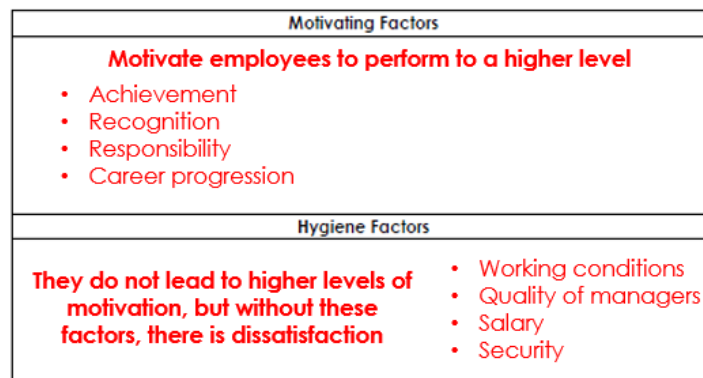 Motivating Factors
Motivate employees to perform to a higher level
• Achievement
• Recognition
• Responsibility
• Career progression
Hygiene Factors
They do not lead to higher levels of
motivation, but without these
factors, there is dissatisfaction
• Working conditions
• Quality of managers
• Salary
• Security